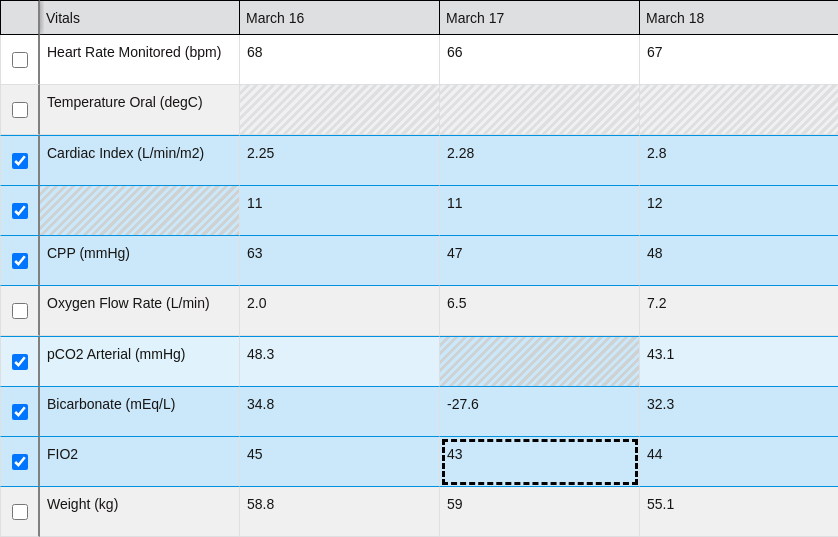 Vitals March 16 March 17 March 18
Heart Rate Monitored (bpm) 68 66 67
Temperature Oral (degC)
Cardiac Index (L/min/m2) 2.25 2.28 2.8
11 11 12
CPP (mmHg) 63 47 48
Oxygen Flow Rate (L/min) 2.0 6.5 7.2
pCO2 Arterial (mmHg) 48.3 43.1
Bicarbonate (mEq/L) 34.8 -27.6 32.3
FIO2 45 43 44
Weight (kg) 58.8 59 55.1